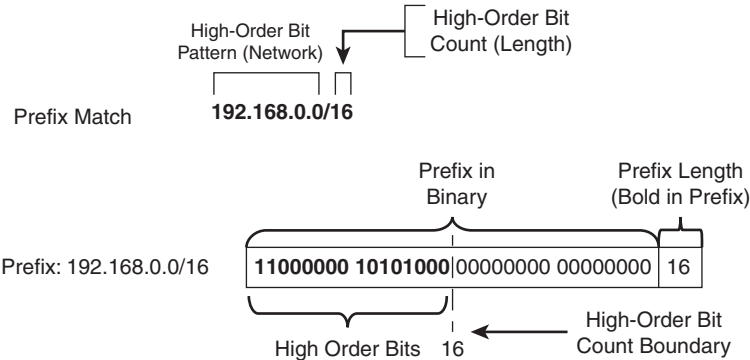 High-Order Bit
Count (Length)
High-Order Bit
Pattern (Network)
Prefix Match
192.168.0.0/16
Prefix in
Binary
Prefix Length
(Bold in Prefix)
Prefix: 192.168.0.0/16
11000000 10101000 00000000 00000000 16
High Order Bits
16
High-Order Bit
Count Boundary